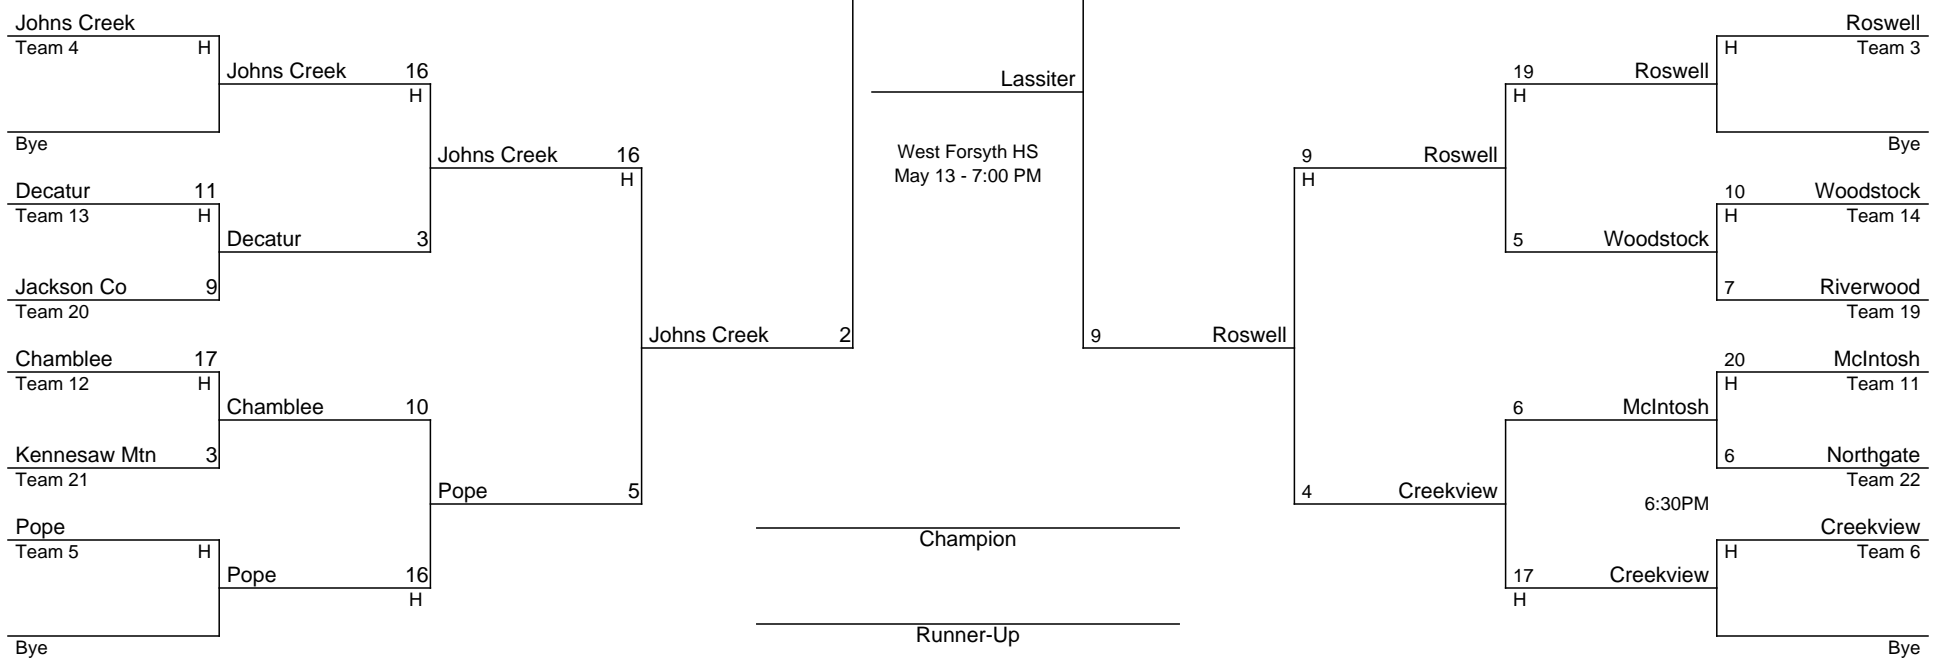 Johns Creek
Team 4 H
Bye
Decatur 11
Team 13 H
Jackson Co 9
Team 20
Chamblee 17
Team 12 H
Kennesaw Mtn 3
Team 21
Pope
Team 5 H
Bye
Johns Creek 16
H
Decatur 3
Chamblee 10
Pope 16
H
Johns Creek 16
H
Pope 5
Johns Creek 2
Lassiter
West Forsyth HS
May 13 - 7:00 PM
Champion
Runner-Up
9 Roswell
9 Roswell
H
4 Creekview
19 Roswell
H
5 Woodstock
6 McIntosh
6:30PM
17 Creekview
H
Roswell
H Team 3
Bye
10 Woodstock
H Team 14
7 Riverwood
Team 19
20 McIntosh
H Team 11
6 Northgate
Team 22
Creekview
H Team 6
Bye